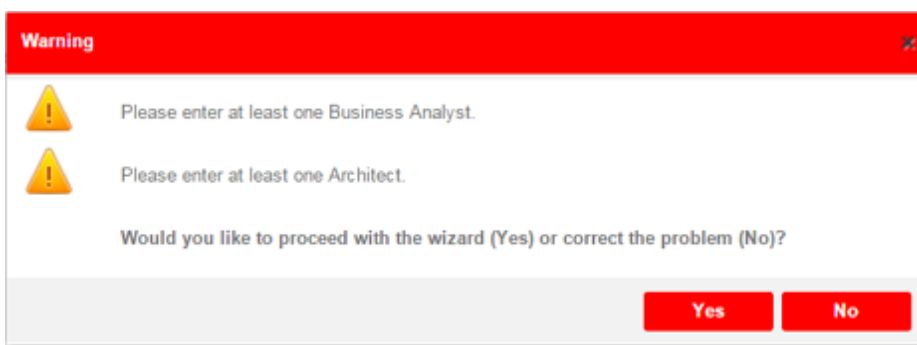 Warning
Please enter at least one Business Analyst.
Please enter at least one Architect.
Would you like to proceed with the wizard (Yes) or correct the problem (No)?
Yes No